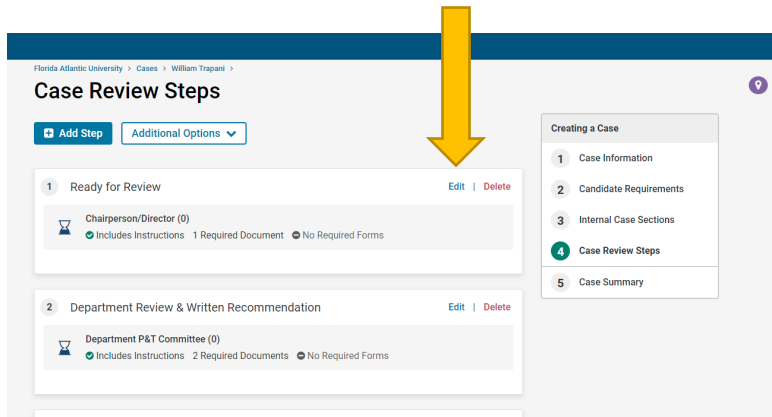 Florida Atlantic University > Cases > William Trapani >
Case Review Steps
Add Step
Additional Options
1 Ready for Review Edit | Delete
Chairperson/Director (0)
Includes Instructions 1 Required Document No Required Forms
2 Department Review & Written Recommendation Edit | Delete
Department P&T Committee (0)
Includes Instructions 2 Required Documents No Required Forms
Creating a Case
1 Case Information
2 Candidate Requirements
3 Internal Case Sections
4 Case Review Steps
5 Case Summary